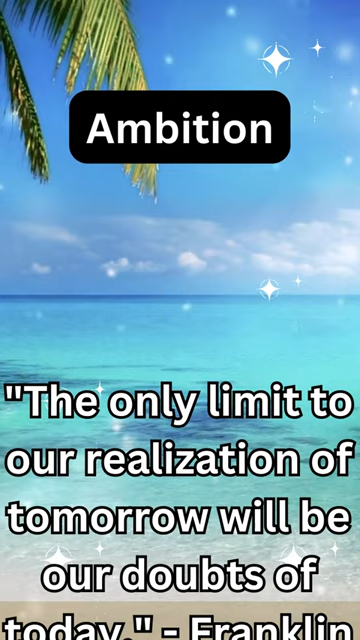 Ambition
"The only limit to
our realization of
tomorrow will be
our doubts of
today." - Franklin